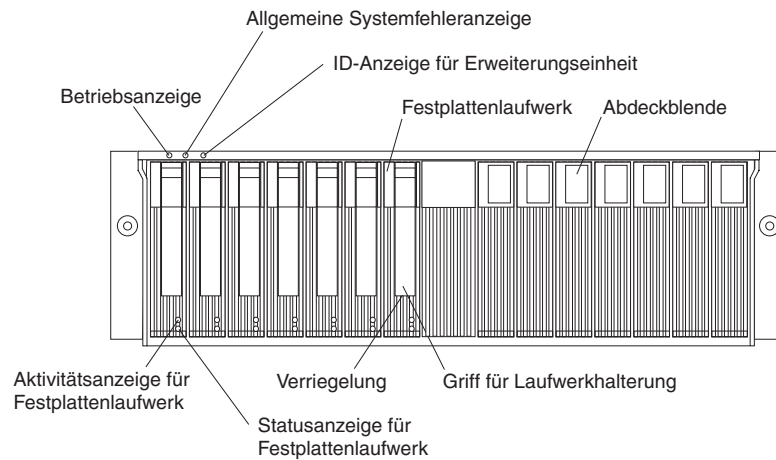 Allgemeine Systemfehleranzeige
ID-Anzeige für Erweiterungseinheit
Betriebsanzeige
Festplattenlaufwerk
Abdeckblende
Aktivitätsanzeige für
Festplattenlaufwerk
Verriegelung
Griff für Laufwerkhalterung
Statusanzeige für
Festplattenlaufwerk